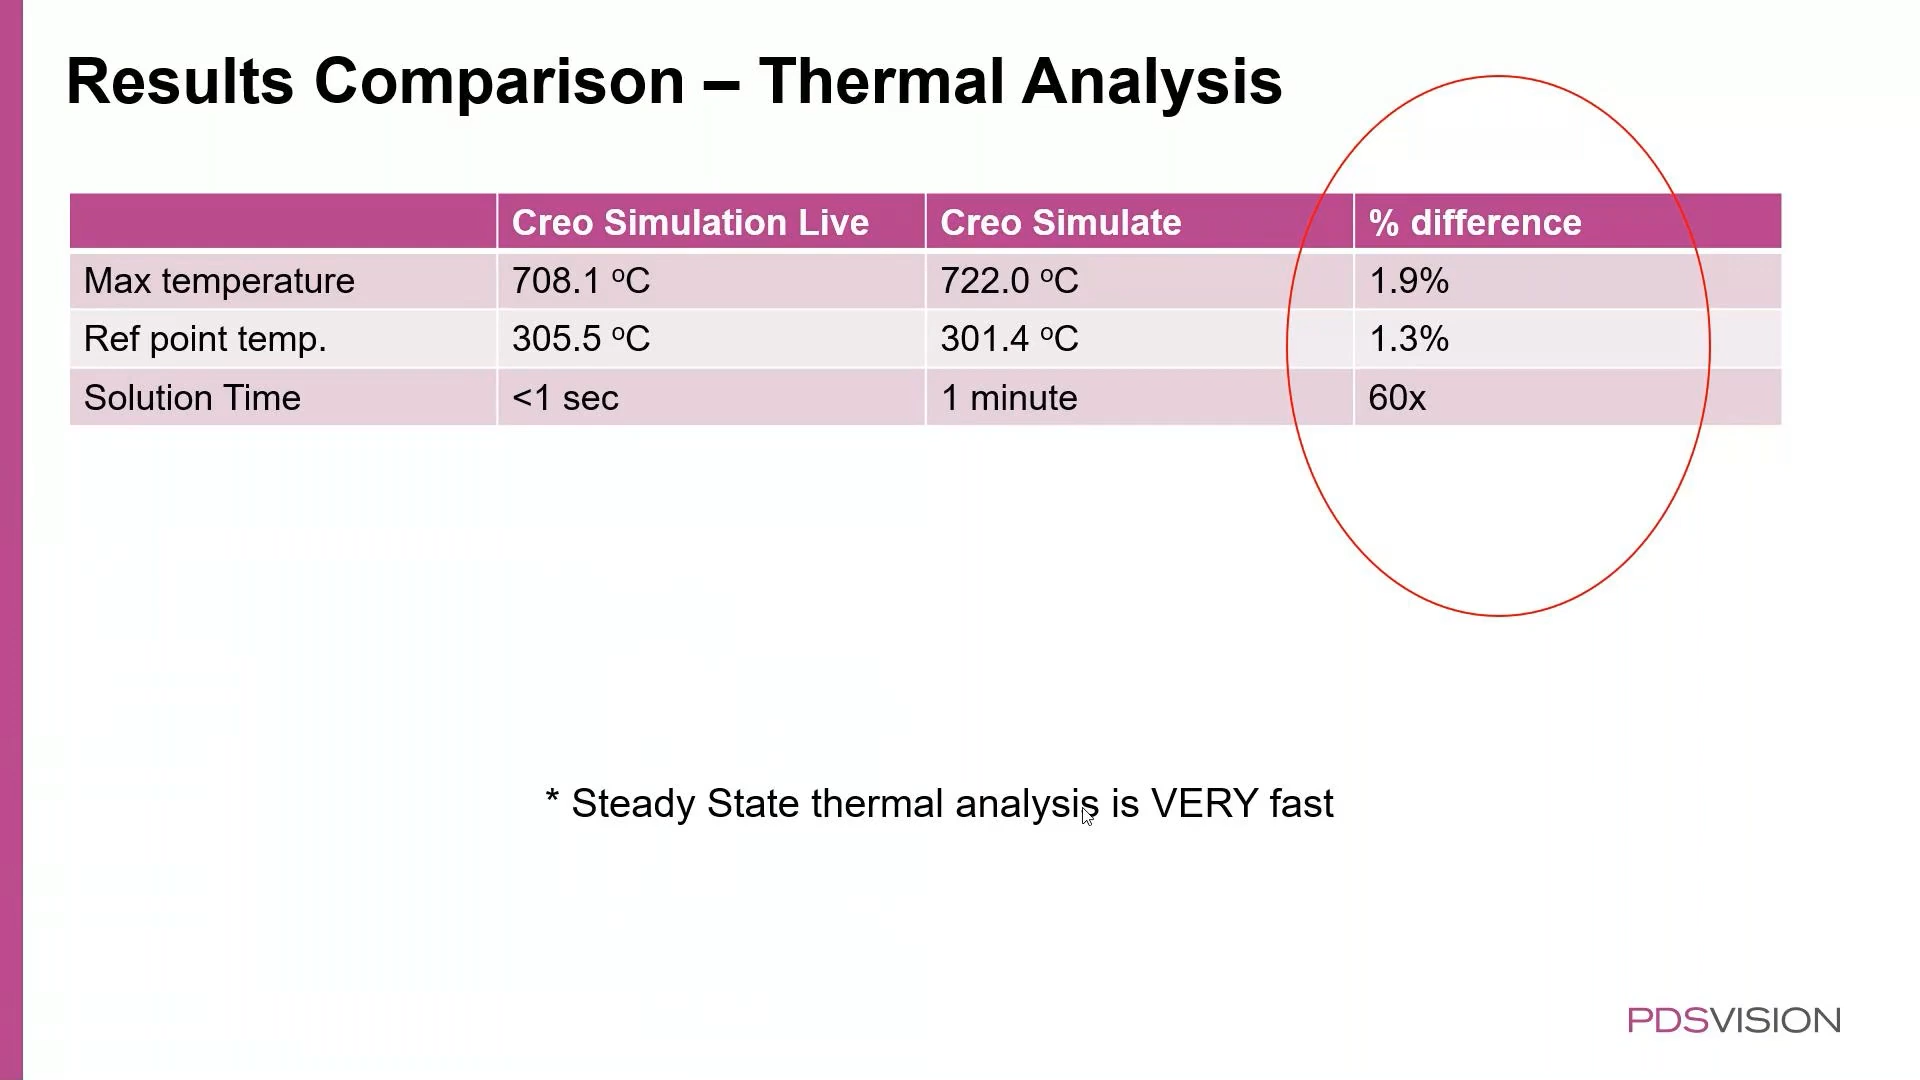 Results Comparison – Thermal Analysis
Creo Simulation Live Creo Simulate % difference
Max temperature 708.1 ºC 722.0 ºC 1.9%
Ref point temp. 305.5 ºC 301.4 ºC 1.3%
Solution Time <1 sec 1 minute 60x
* Steady State thermal analysis is VERY fast
PDSVISION